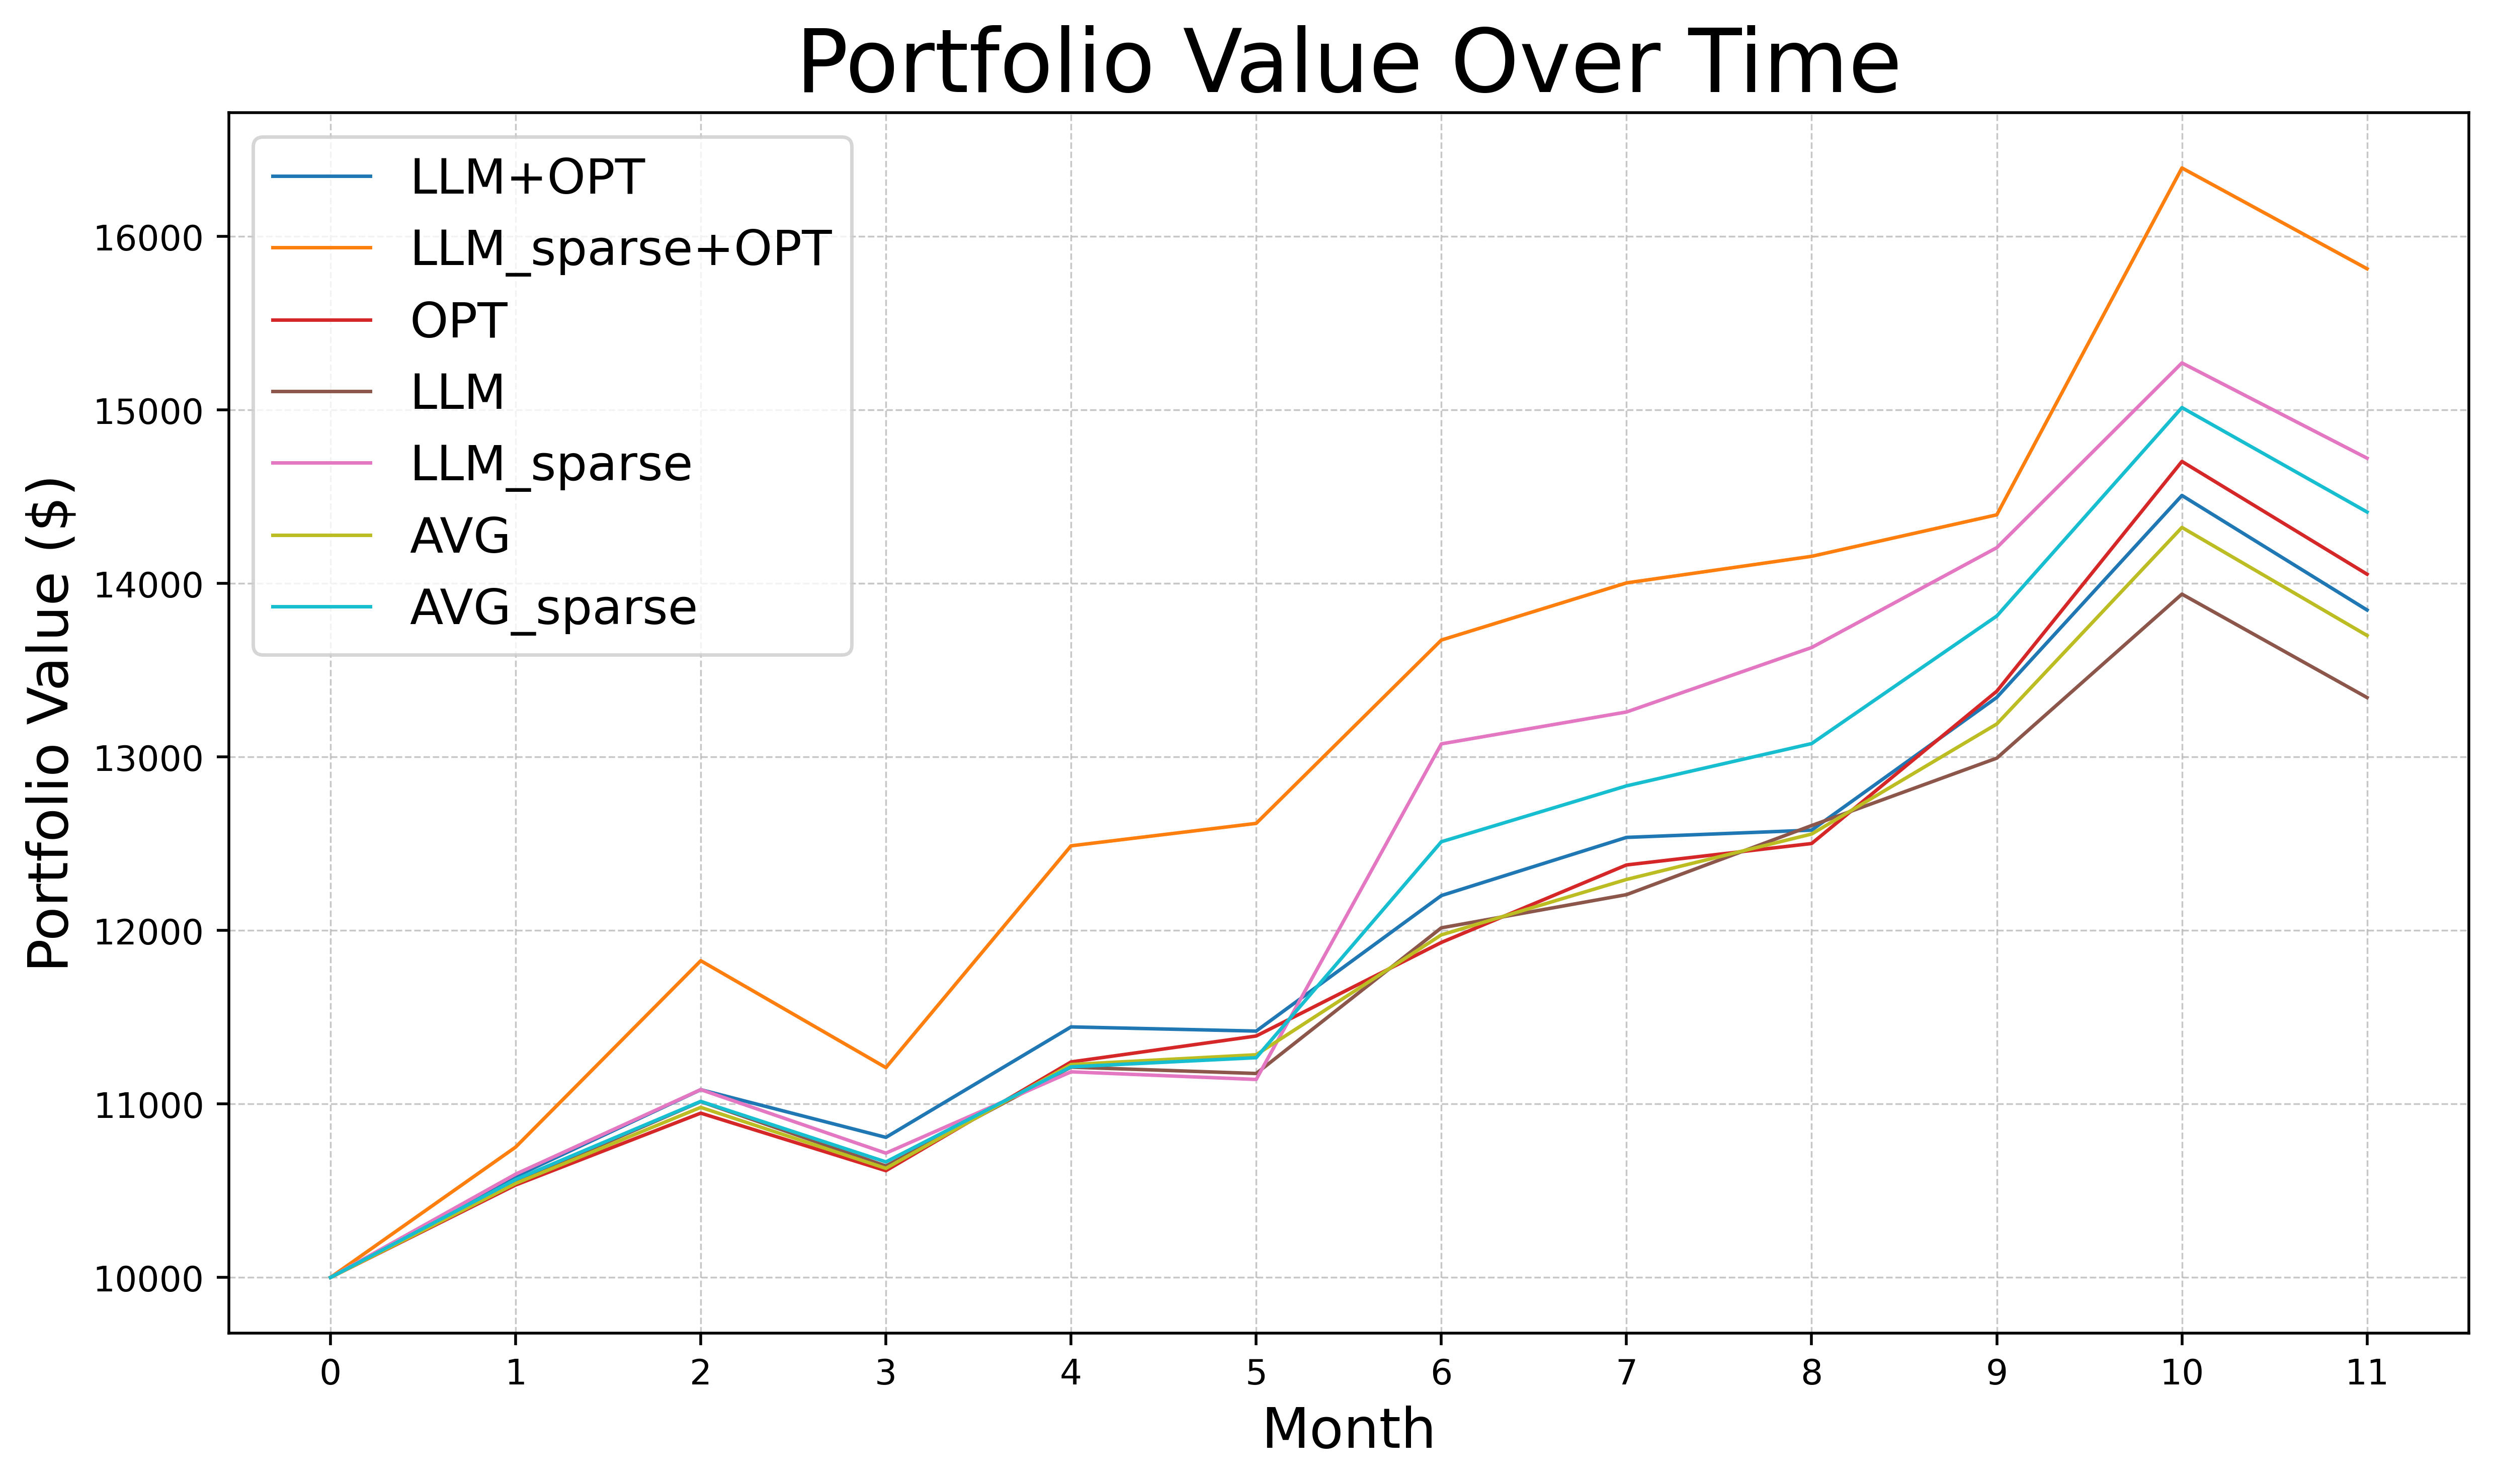 Portfolio Value Over Time
LLM+OPT
LLM_sparse+OPT
OPT
LLM
LLM_sparse
AVG
AVG_sparse
Portfolio Value ($)
16000
15000
14000
13000
12000
11000
10000
0 1 2 3 4 5 6 7 8 9 10 11
Month